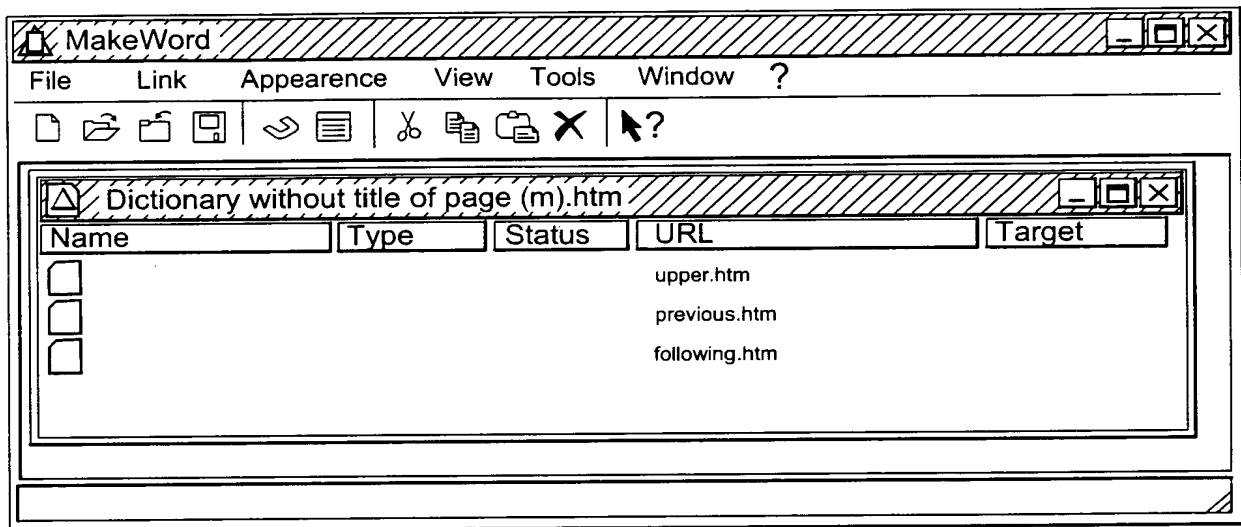 MakeWord
File Link Appearence View Tools Window ?
?
Dictionary without title of page (m).htm
Name Type Status URL Target
upper.htm
previous.htm
following.htm